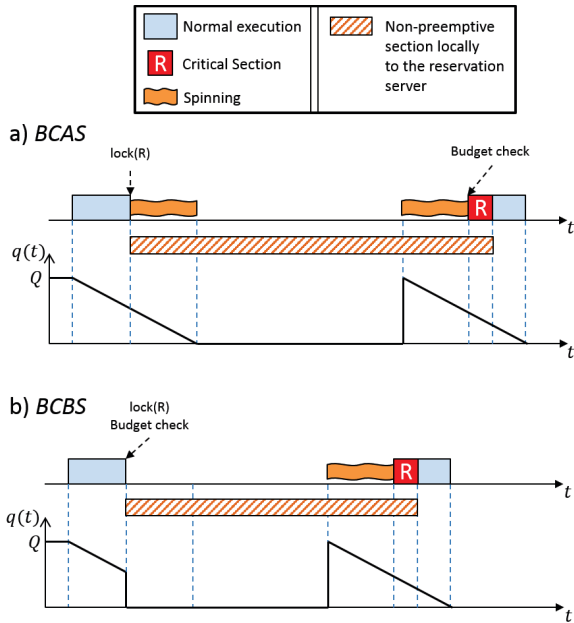 Normal execution
R
Critical Section
Spinning
Non-preemptive
section locally
to the reservation
server
a) BCAS
lock(R)
Budget check
R
t
q(t)
Q
t
b) BCBS
lock(R)
Budget check
R
t
q(t)
Q
t